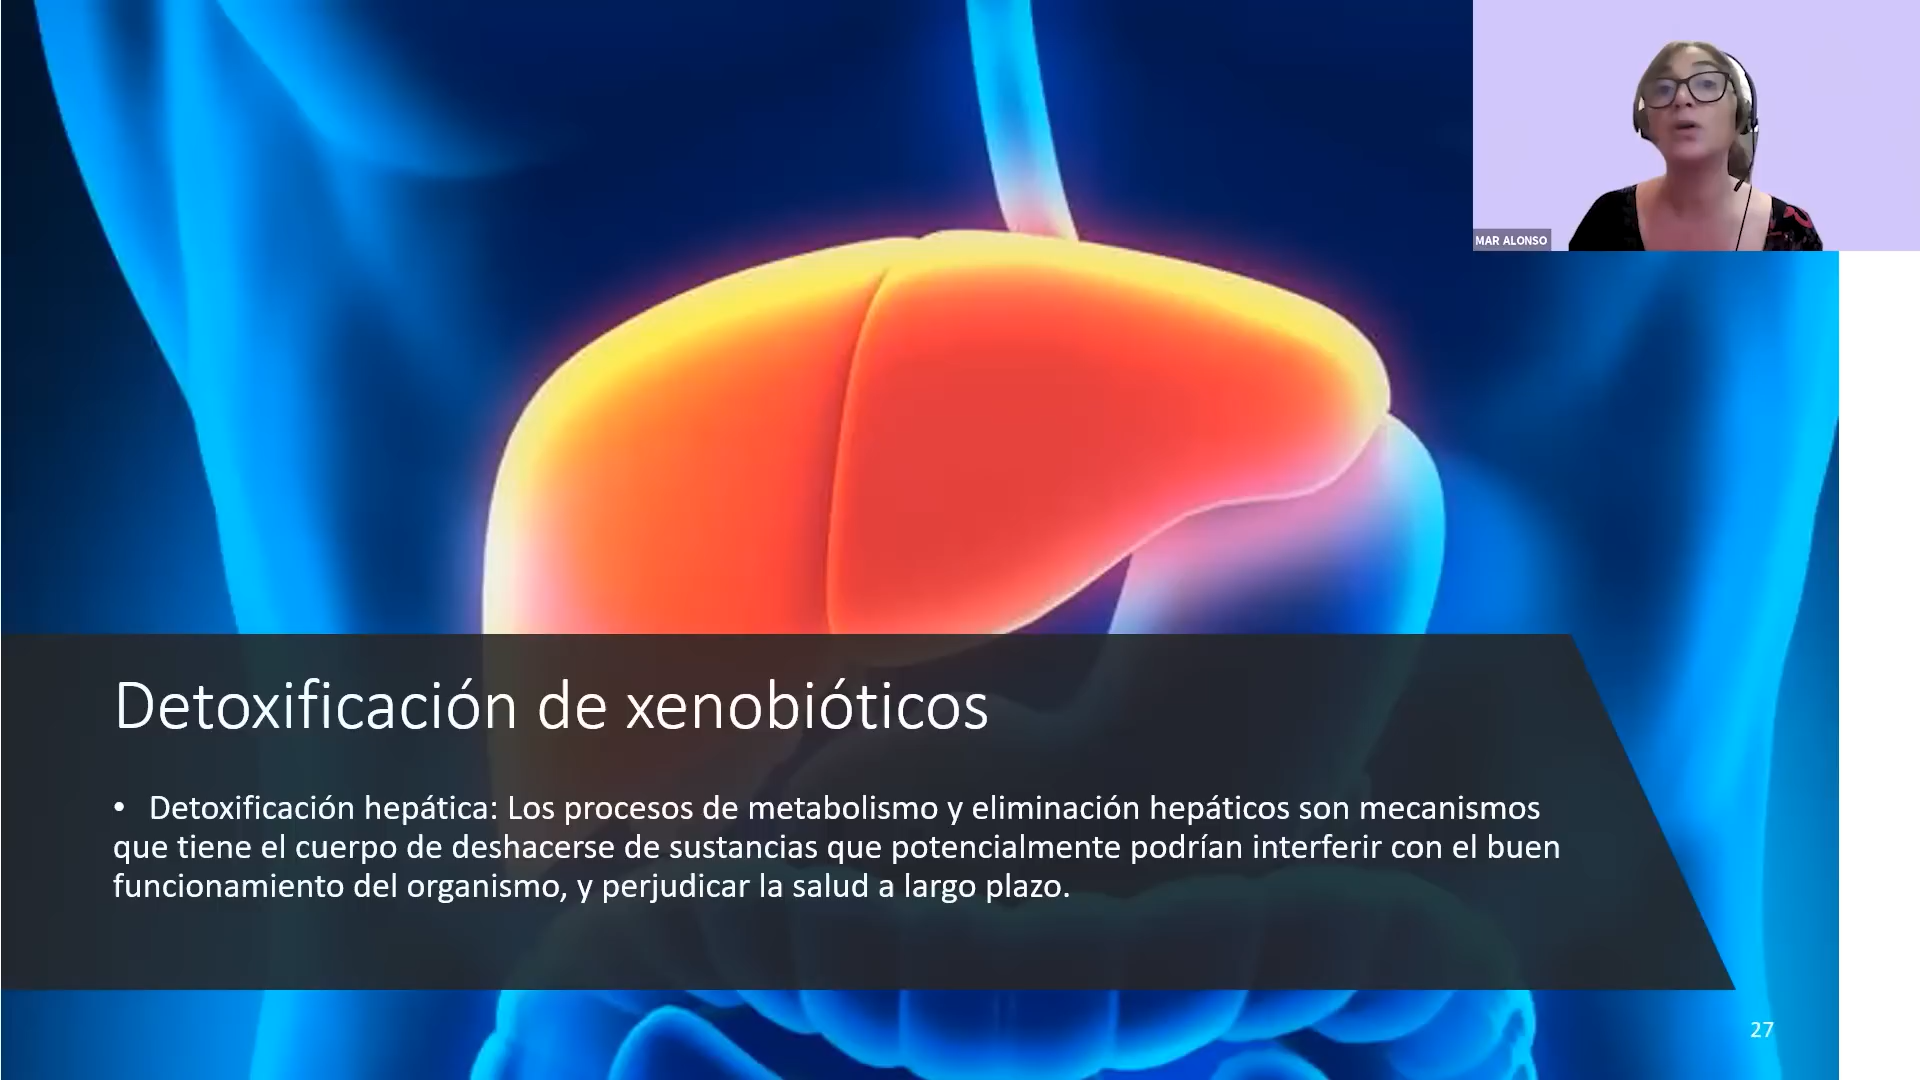 MAR ALONSO
Detoxificación de xenobióticos
• Detoxificación hepática: Los procesos de metabolismo y eliminación hepáticos son mecanismos
que tiene el cuerpo de deshacerse de sustancias que potencialmente podrían interferir con el buen
funcionamiento del organismo, y perjudicar la salud a largo plazo.
27